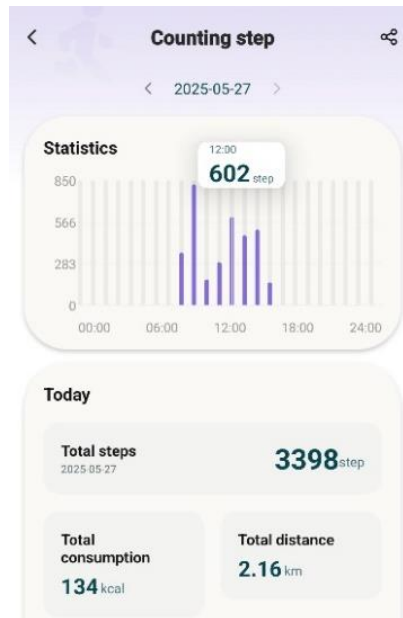 Counting step
2025-05-27
Statistics
12:00
602 step
850
566
283
0
00:00 06:00 12:00 18:00 24:00
Today
Total steps
2025-05-27
3398 step
Total consumption
134 kcal
Total distance
2.16 km